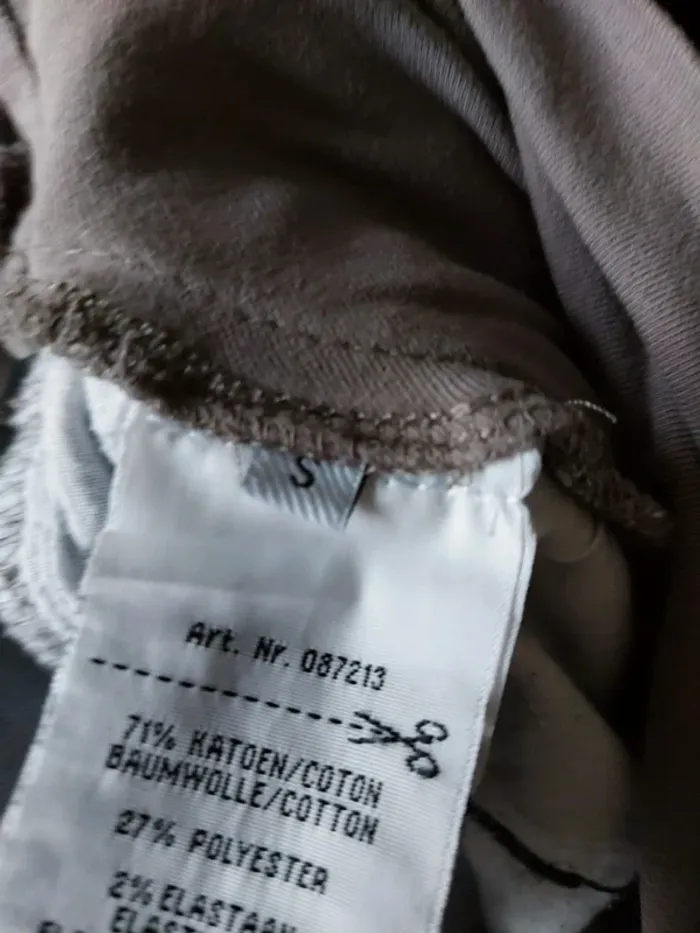 S
Art. Nr. 087213
71% KATOEN/COTON
BAUMWOLLE/COTTON
27% POLYESTER
2% ELASTAAN